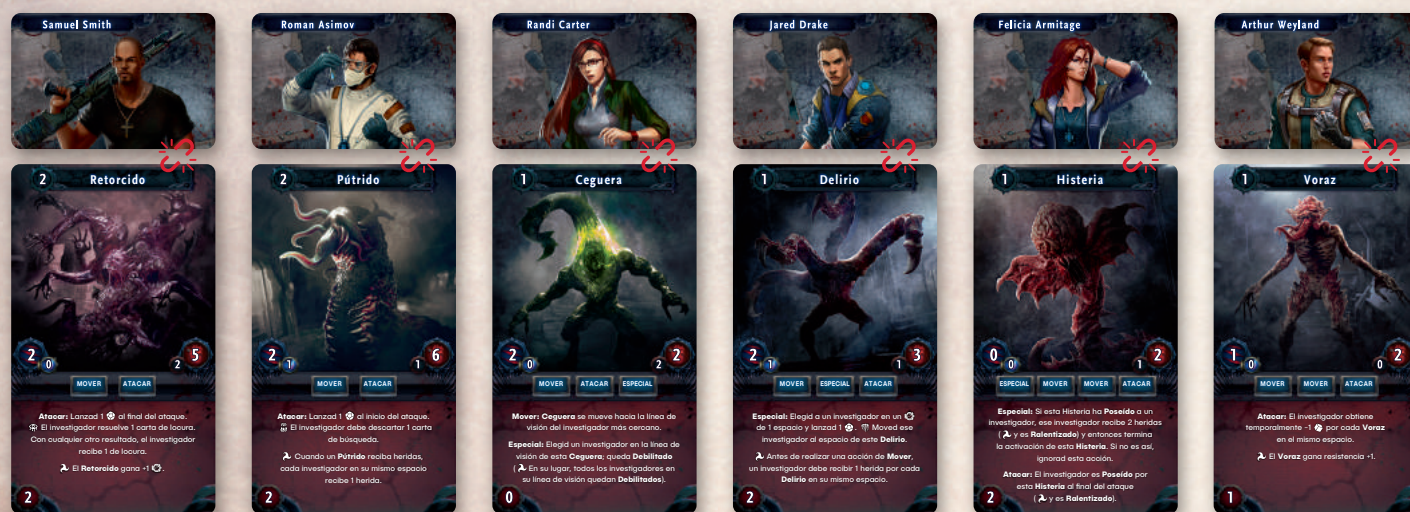 Samuel Smith
Roman Asimov
Randi Carter
Jared Drake
Felicia Armitage
Arthur Weyland
2 Retorcido
2 0 2 5
MOVER ATACAR
Atacar: Lanzad 1 al final del ataque.
El investigador resuelve 1 carta de locura.
Con cualquier otro resultado, el investigador
recibe 1 de locura.
El Retorcido gana +1 .
2
2 Pútrido
2 1 1 6
MOVER ATACAR
Atacar: Lanzad 1 al inicio del ataque.
El investigador debe descartar 1 carta
de búsqueda.
Cuando un Pútrido reciba heridas,
cada investigador en su mismo espacio
recibe 1 herida.
2
1 Ceguera
2 0 2 2
MOVER ATACAR ESPECIAL
Mover: Ceguera se mueve hacia la línea de
visión del investigador más cercano.
Especial: Elegid un investigador en la línea de
visión de esta Ceguera; queda Debilitado
( En su lugar, todos los investigadores en
su línea de visión quedan Debilitados).
0
1 Delirio
2 1 1 3
MOVER ESPECIAL ATACAR
Especial: Elegid a un investigador en un
de 1 espacio y lanzad 1 . Moved ese
investigador al espacio de este Delirio.
Antes de realizar una acción de Mover,
un investigador debe recibir 1 herida por cada
Delirio en su mismo espacio.
2
1 Histeria
0 0 1 2
ESPECIAL MOVER MOVER ATACAR
Especial: Si esta Histeria ha Poseído a un
investigador, ese investigador recibe 2 heridas
( y es Ralentizado) y entonces termina
la activación de esta Histeria. Si no es así,
ignorad esta acción.
Atacar: El investigador es Poseído por
esta Histeria al final del ataque
( y es Ralentizado).
2
1 Voraz
1 0 0 2
MOVER MOVER ATACAR
Atacar: El investigador obtiene
temporalmente -1 por cada Voraz
en el mismo espacio.
El Voraz gana resistencia +1.
1